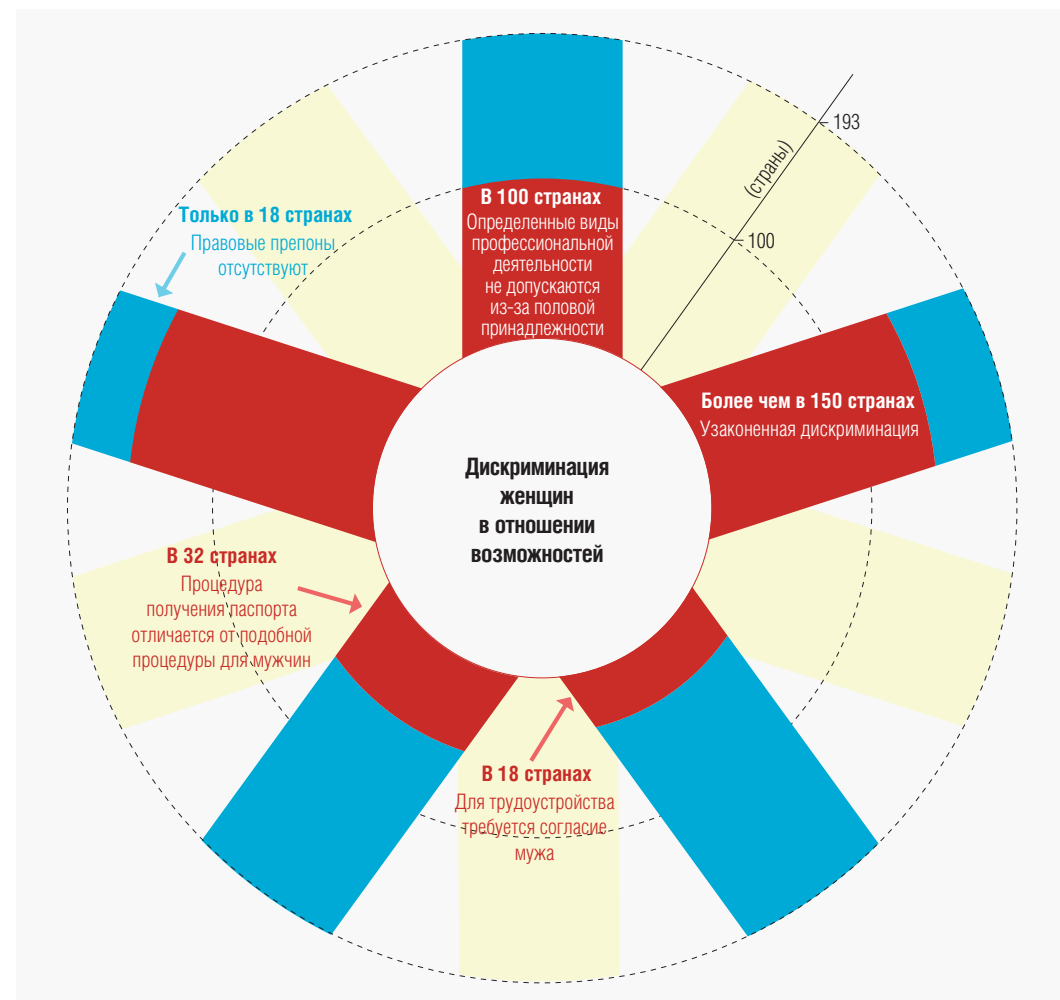 193
(страны)
100
В 100 странах
Определенные виды
профессиональной
деятельности
не допускаются
из-за половой
принадлежности
Только в 18 странах
Правовые препоны
отсутствуют
Более чем в 150 странах
Узаконенная дискриминация
Дискриминация
женщин
в отношении
возможностей
В 32 странах
Процедура
получения паспорта
отличается от подобной
процедуры для мужчин
В 18 странах
Для трудоустройства
требуется согласие
мужа